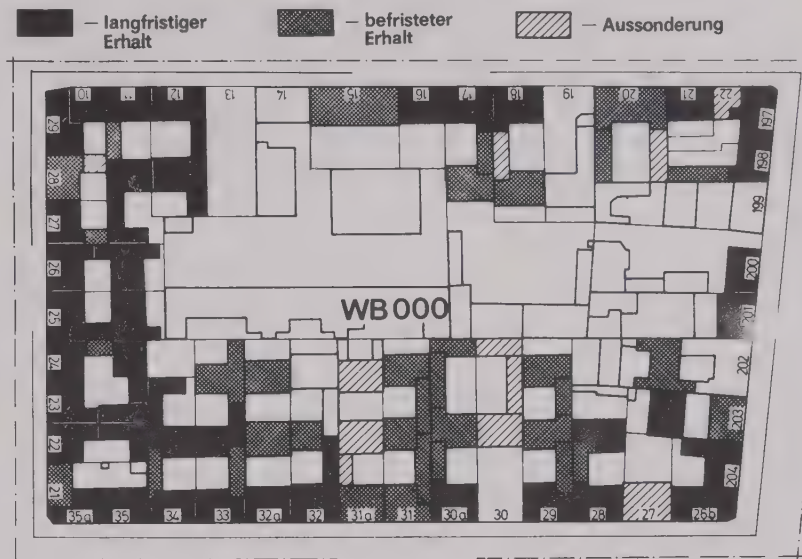 – langfristiger
Erhalt
– befristeter
Erhalt
– Aussonderung
10 11 12 13 14 15 16 17 18 19 20 21 22
29 197
28 198
27 199
26 200
25 201
WB 000
24 202
23 203
22 204
21
35a 35 34 33 32a 32 31a 31 30a 30 29 28 27 26b